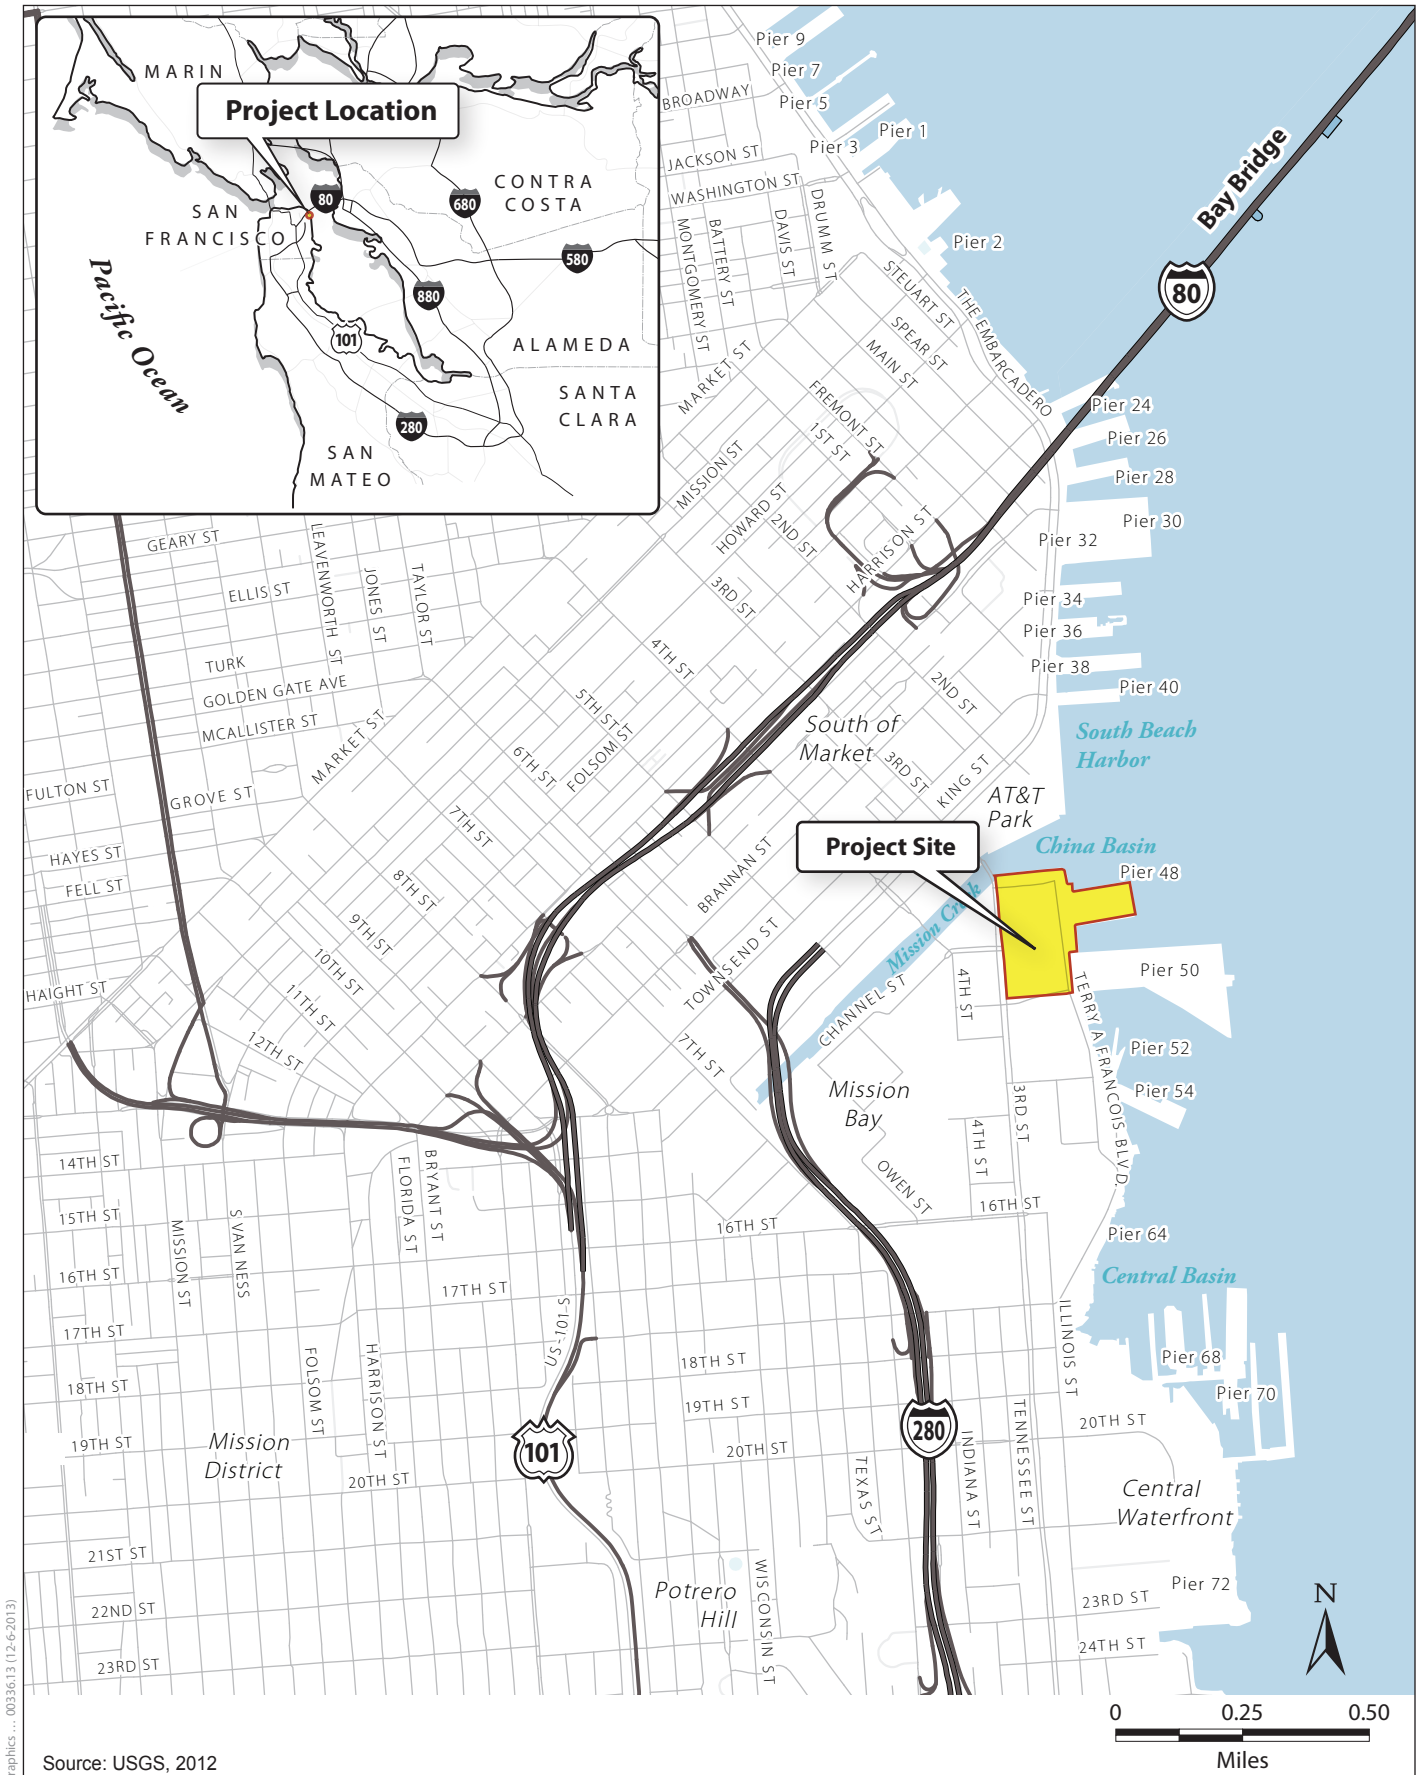 MARIN
Project Location
CONTRA
COSTA
SAN
FRANCISCO
80
680
580
880
101
280
Pacific Ocean
ALAMEDA
SANTA
CLARA
SAN
MATEO
Pier 9
Pier 7
Pier 5
Pier 3
Pier 1
Pier 2
BROADWAY
JACKSON ST
WASHINGTON ST
MONTGOMERY ST
BATTERY ST
DAVIS ST
DRUMM ST
STEUART ST
THE EMBARCADERO
SPEAR ST
MAIN ST
FREMONT ST
1ST ST
MARKET ST
MISSION ST
HOWARD ST
2ND ST
HARRISON ST
3RD ST
4TH ST
Bay Bridge
80
Pier 24
Pier 26
Pier 28
Pier 30
Pier 32
Pier 34
Pier 36
Pier 38
Pier 40
GEARY ST
ELLIS ST
LEAVENWORTH ST
JONES ST
TAYLOR ST
TURK
GOLDEN GATE AVE
MCALLISTER ST
MARKET ST
FULTON ST
GROVE ST
HAYES ST
FELL ST
HAIGHT ST
5TH ST
ST
FOLSOM ST
6TH ST
7TH ST
8TH ST
9TH ST
10TH ST
11TH ST
12TH ST
2ND ST
South of
Market
3RD ST
KING ST
AT&T
Park
South Beach
Harbor
China Basin
Project Site
Pier 48
Mission Creek
BRANNAN ST
TOWNSEND ST
CHANNEL ST
7TH ST
4TH ST
Pier 50
TERRY A FRANCOIS BLVD.
Pier 52
Pier 54
Mission
Bay
3RD ST
4TH ST
OWEN ST
16TH ST
16TH ST
Pier 64
Central Basin
14TH ST
15TH ST
16TH ST
17TH ST
18TH ST
19TH ST
MISSION ST
S VAN NESS
FLORIDA ST
BRYANT ST
17TH ST
FOLSOM ST
HARRISON ST
US-101 S
18TH ST
19TH ST
20TH ST
20TH ST
Mission
District
101
280
ILLINOIS ST
Pier 68
Pier 70
20TH ST
TEXAS ST
INDIANA ST
TENNESSEE ST
Central
Waterfront
21ST ST
22ND ST
23RD ST
Potrero
Hill
WISCONSIN ST
Pier 72
23RD ST
24TH ST
N
0 0.25 0.50
Miles
Source: USGS, 2012
raphics … 00336.13 (12-6-2013)